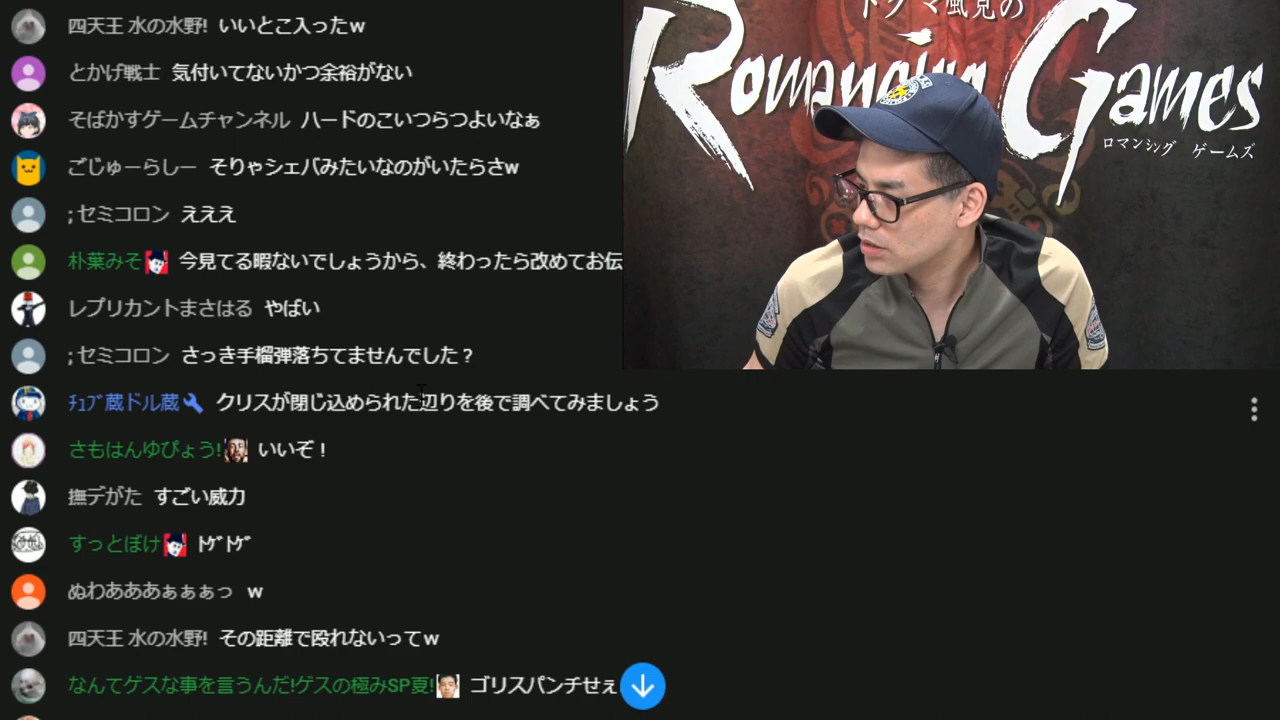 四天王 水の水野! いいとこ入ったw
とかげ戦士 気付いてないかつ余裕がない
そばかすゲームチャンネル ハードのこいつらつよいなぁ
ごじゅーらしー そりゃシェバみたいなのがいたらさw
; セミコロン えええ
朴葉みそ 今見てる暇ないでしょうから、終わったら改めてお伝
レプリカントまさはる やばい
; セミコロン さっき手榴弾落ちてませんでした？
ﾁｭﾌﾞ蔵ドル蔵 クリスが閉じ込められた辺りを後で調べてみましょう
さもはんゆぴょう! いいぞ！
撫デがた すごい威力
すっとぼけ ﾄｹﾞﾄｹﾞ
ぬわあああぁぁぁっ w
四天王 水の水野! その距離で殴れないってw
なんてゲスな事を言うんだ!ゲスの極みSP夏! ゴリスパンチせぇ
ドグマ風見の
Romancing Games
ロマンシング ゲームズ